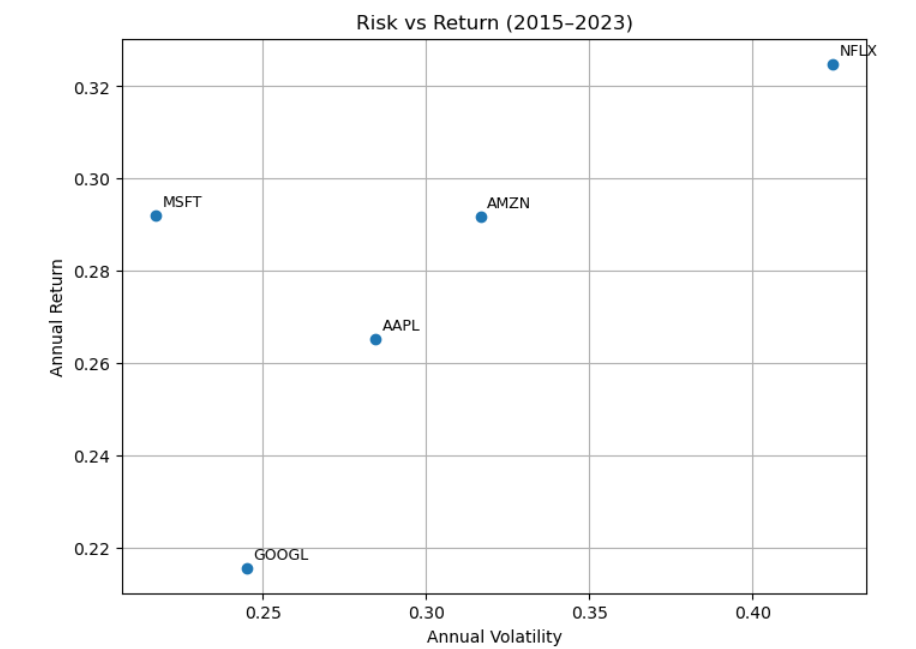 Risk vs Return (2015–2023)
NFLX
0.32
0.30
MSFT
AMZN
0.28
AAPL
0.26
0.24
0.22
GOOGL
Annual Return
0.25
0.30
0.35
0.40
Annual Volatility